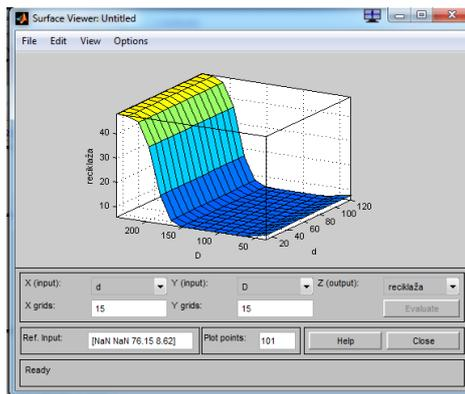 Surface Viewer: Untitled
File Edit View Options
40
30
20
10
reciklaža
200 150 100 50
D
20 40 60 80 100 120
d
X (input): d Y (input): D Z (output): reciklaža
X grids: 15 Y grids: 15 Evaluate
Ref. Input: [NaN NaN 76.15 8.62] Plot points: 101 Help Close
Ready